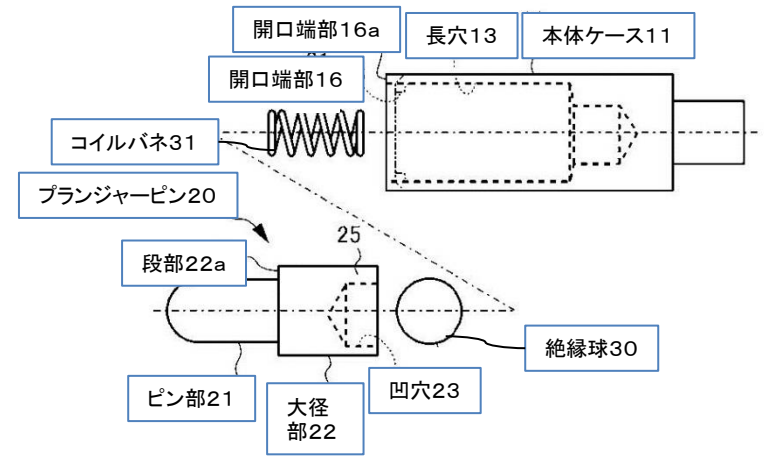 開口端部16a
長穴13
本体ケース11
開口端部16
コイルバネ31
プランジャーピン20
段部22a
25
絶縁球30
ピン部21
大径
部22
凹穴23